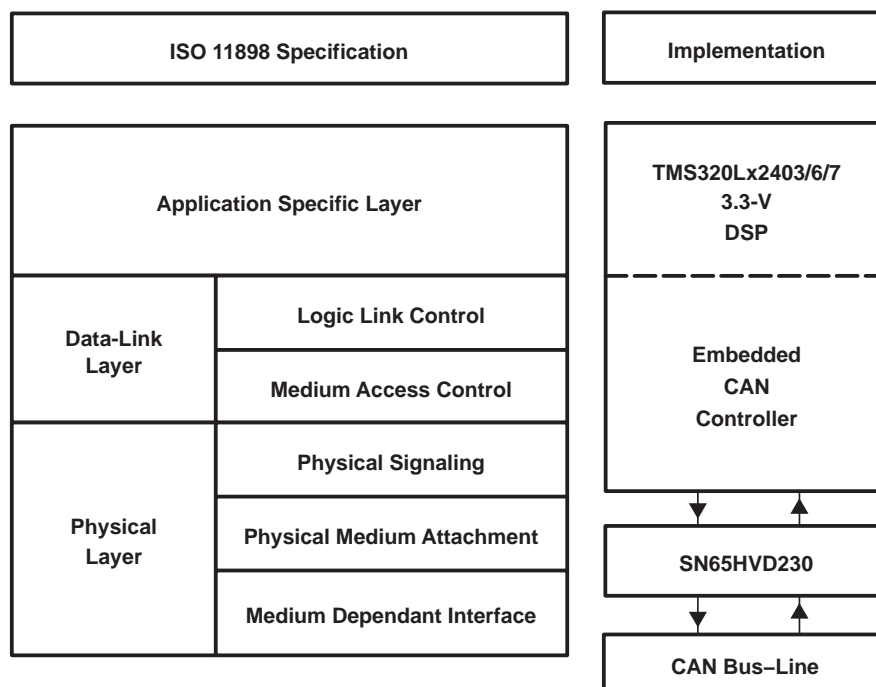 ISO 11898 Specification
Implementation
Application Specific Layer
Data-Link
Layer
Logic Link Control
Medium Access Control
Physical
Layer
Physical Signaling
Physical Medium Attachment
Medium Dependant Interface
TMS320Lx2403/6/7
3.3-V
DSP
Embedded
CAN
Controller
SN65HVD230
CAN Bus–Line